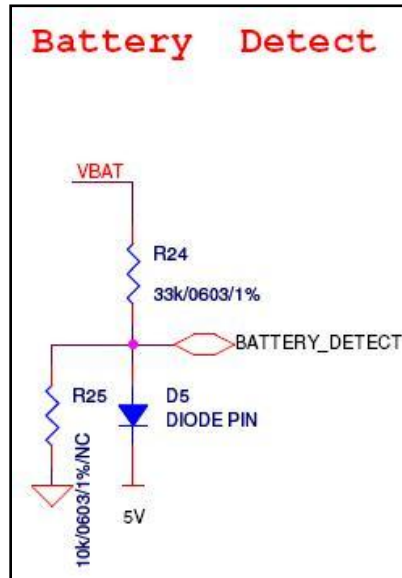 Battery Detect
VBAT
R24
33k/0603/1%
BATTERY_DETECT
R25
10k/0603/1%/NC
D5
DIODE PIN
5V